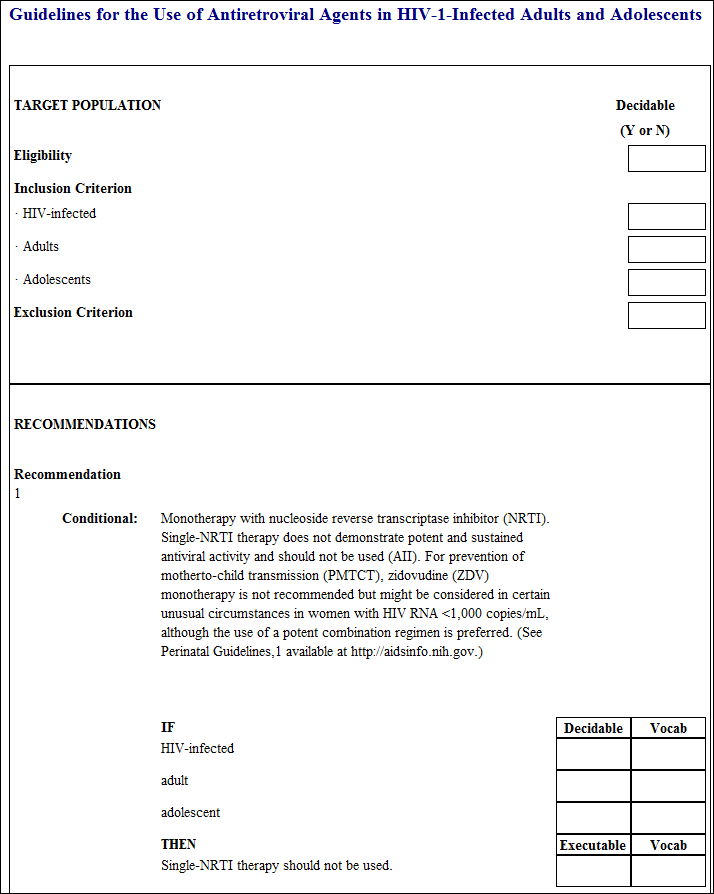 Guidelines for the Use of Antiretroviral Agents in HIV-1-Infected Adults and Adolescents
TARGET POPULATION
Decidable
(Y or N)
Eligibility
Inclusion Criterion
· HIV-infected
· Adults
· Adolescents
Exclusion Criterion
RECOMMENDATIONS
Recommendation
1
Conditional: Monotherapy with nucleoside reverse transcriptase inhibitor (NRTI).
Single-NRTI therapy does not demonstrate potent and sustained
antiviral activity and should not be used (AII). For prevention of
motherto-child transmission (PMTCT), zidovudine (ZDV)
monotherapy is not recommended but might be considered in certain
unusual circumstances in women with HIV RNA <1,000 copies/mL,
although the use of a potent combination regimen is preferred. (See
Perinatal Guidelines,1 available at http://aidsinfo.nih.gov.)
IF Decidable Vocab
HIV-infected
adult
adolescent
THEN Executable Vocab
Single-NRTI therapy should not be used.